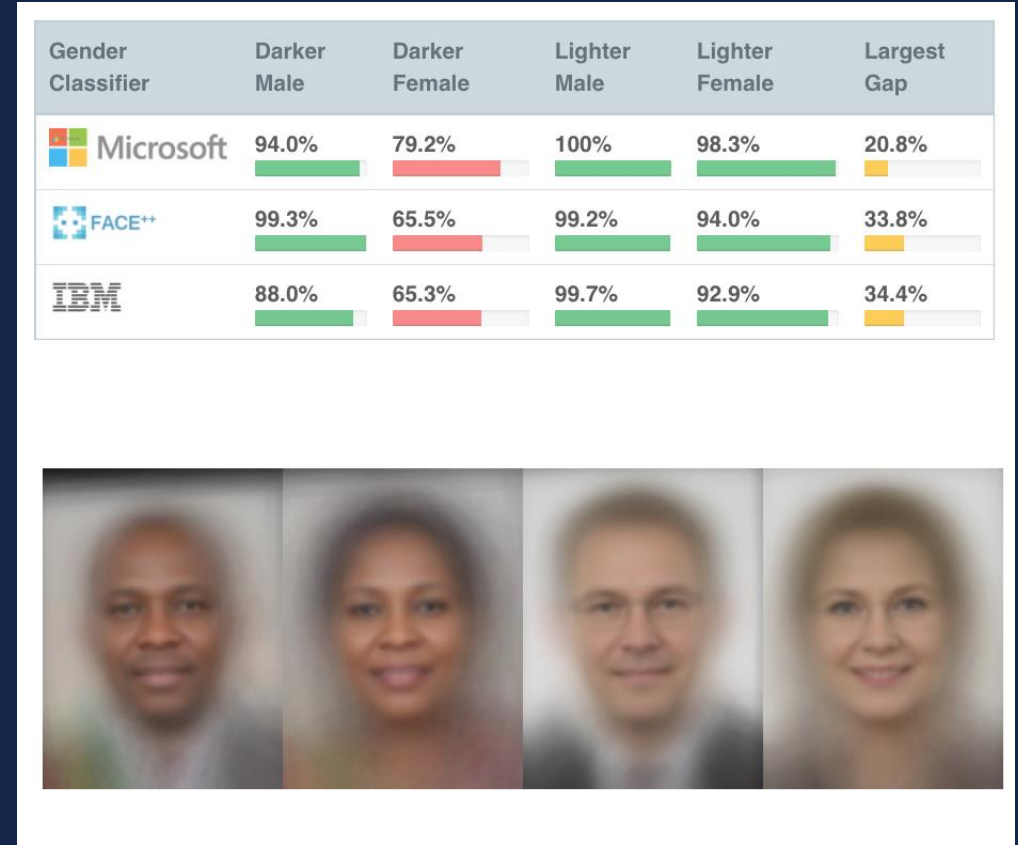 Gender Classifier Darker Male Darker Female Lighter Male Lighter Female Largest Gap
Microsoft 94.0% 79.2% 100% 98.3% 20.8%
FACE++ 99.3% 65.5% 99.2% 94.0% 33.8%
IBM 88.0% 65.3% 99.7% 92.9% 34.4%